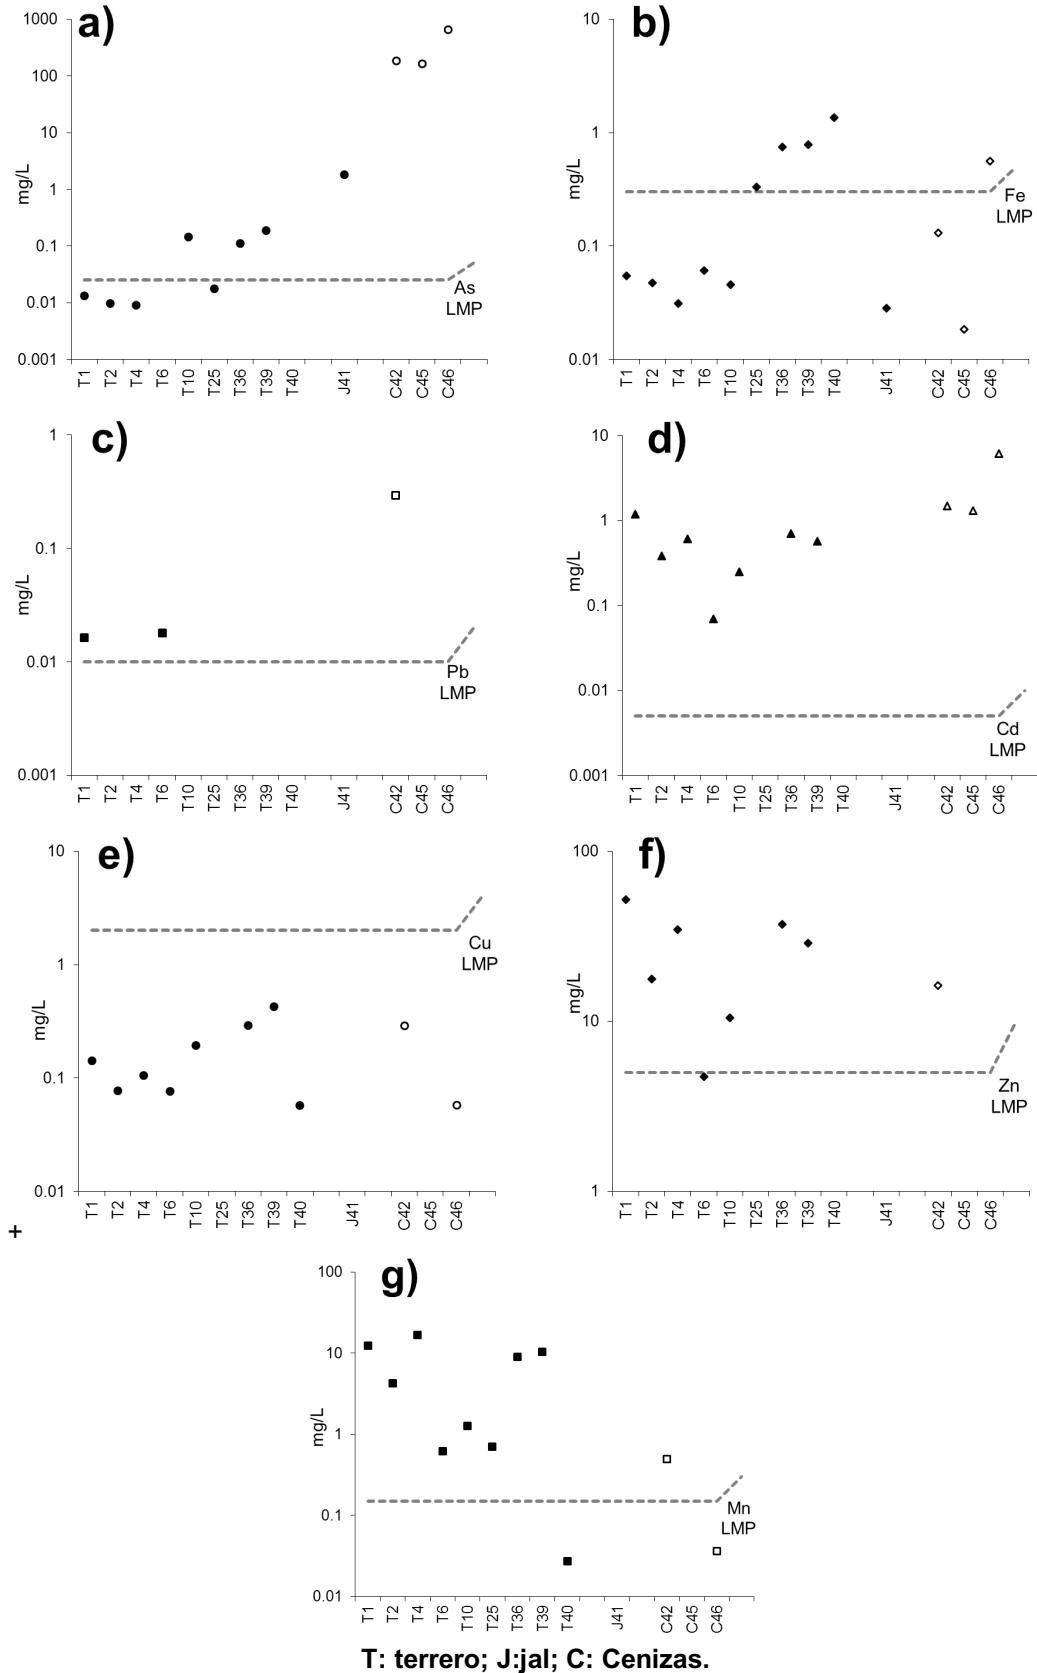 a)
1000
100
10
1
0.1
0.01
0.001
mg/L
As
LMP
T1 T2 T4 T6 T10 T25 T36 T39 T40 J41 C42 C45 C46
b)
10
1
0.1
0.01
mg/L
Fe
LMP
T1 T2 T4 T6 T10 T25 T36 T39 T40 J41 C42 C45 C46
c)
1
0.1
0.01
0.001
mg/L
Pb
LMP
T1 T2 T4 T6 T10 T25 T36 T39 T40 J41 C42 C45 C46
d)
10
1
0.1
0.01
0.001
mg/L
Cd
LMP
T1 T2 T4 T6 T10 T25 T36 T39 T40 J41 C42 C45 C46
e)
10
1
0.1
0.01
mg/L
Cu
LMP
T1 T2 T4 T6 T10 T25 T36 T39 T40 J41 C42 C45 C46
f)
100
10
1
mg/L
Zn
LMP
T1 T2 T4 T6 T10 T25 T36 T39 T40 J41 C42 C45 C46
+
g)
100
10
1
0.1
0.01
mg/L
Mn
LMP
T1 T2 T4 T6 T10 T25 T36 T39 T40 J41 C42 C45 C46
T: terrero; J:jal; C: Cenizas.